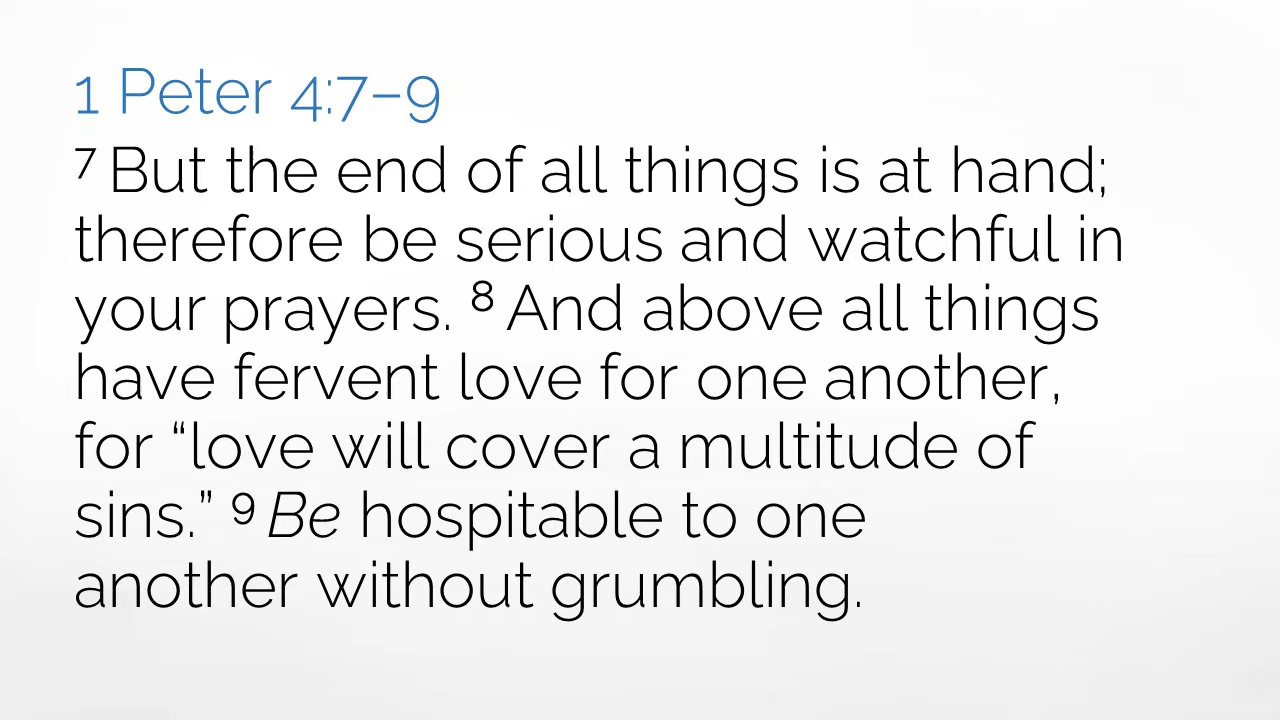 1 Peter 4:7–9
⁷ But the end of all things is at hand;
therefore be serious and watchful in
your prayers. ⁸ And above all things
have fervent love for one another,
for “love will cover a multitude of
sins.” ⁹ Be hospitable to one
another without grumbling.